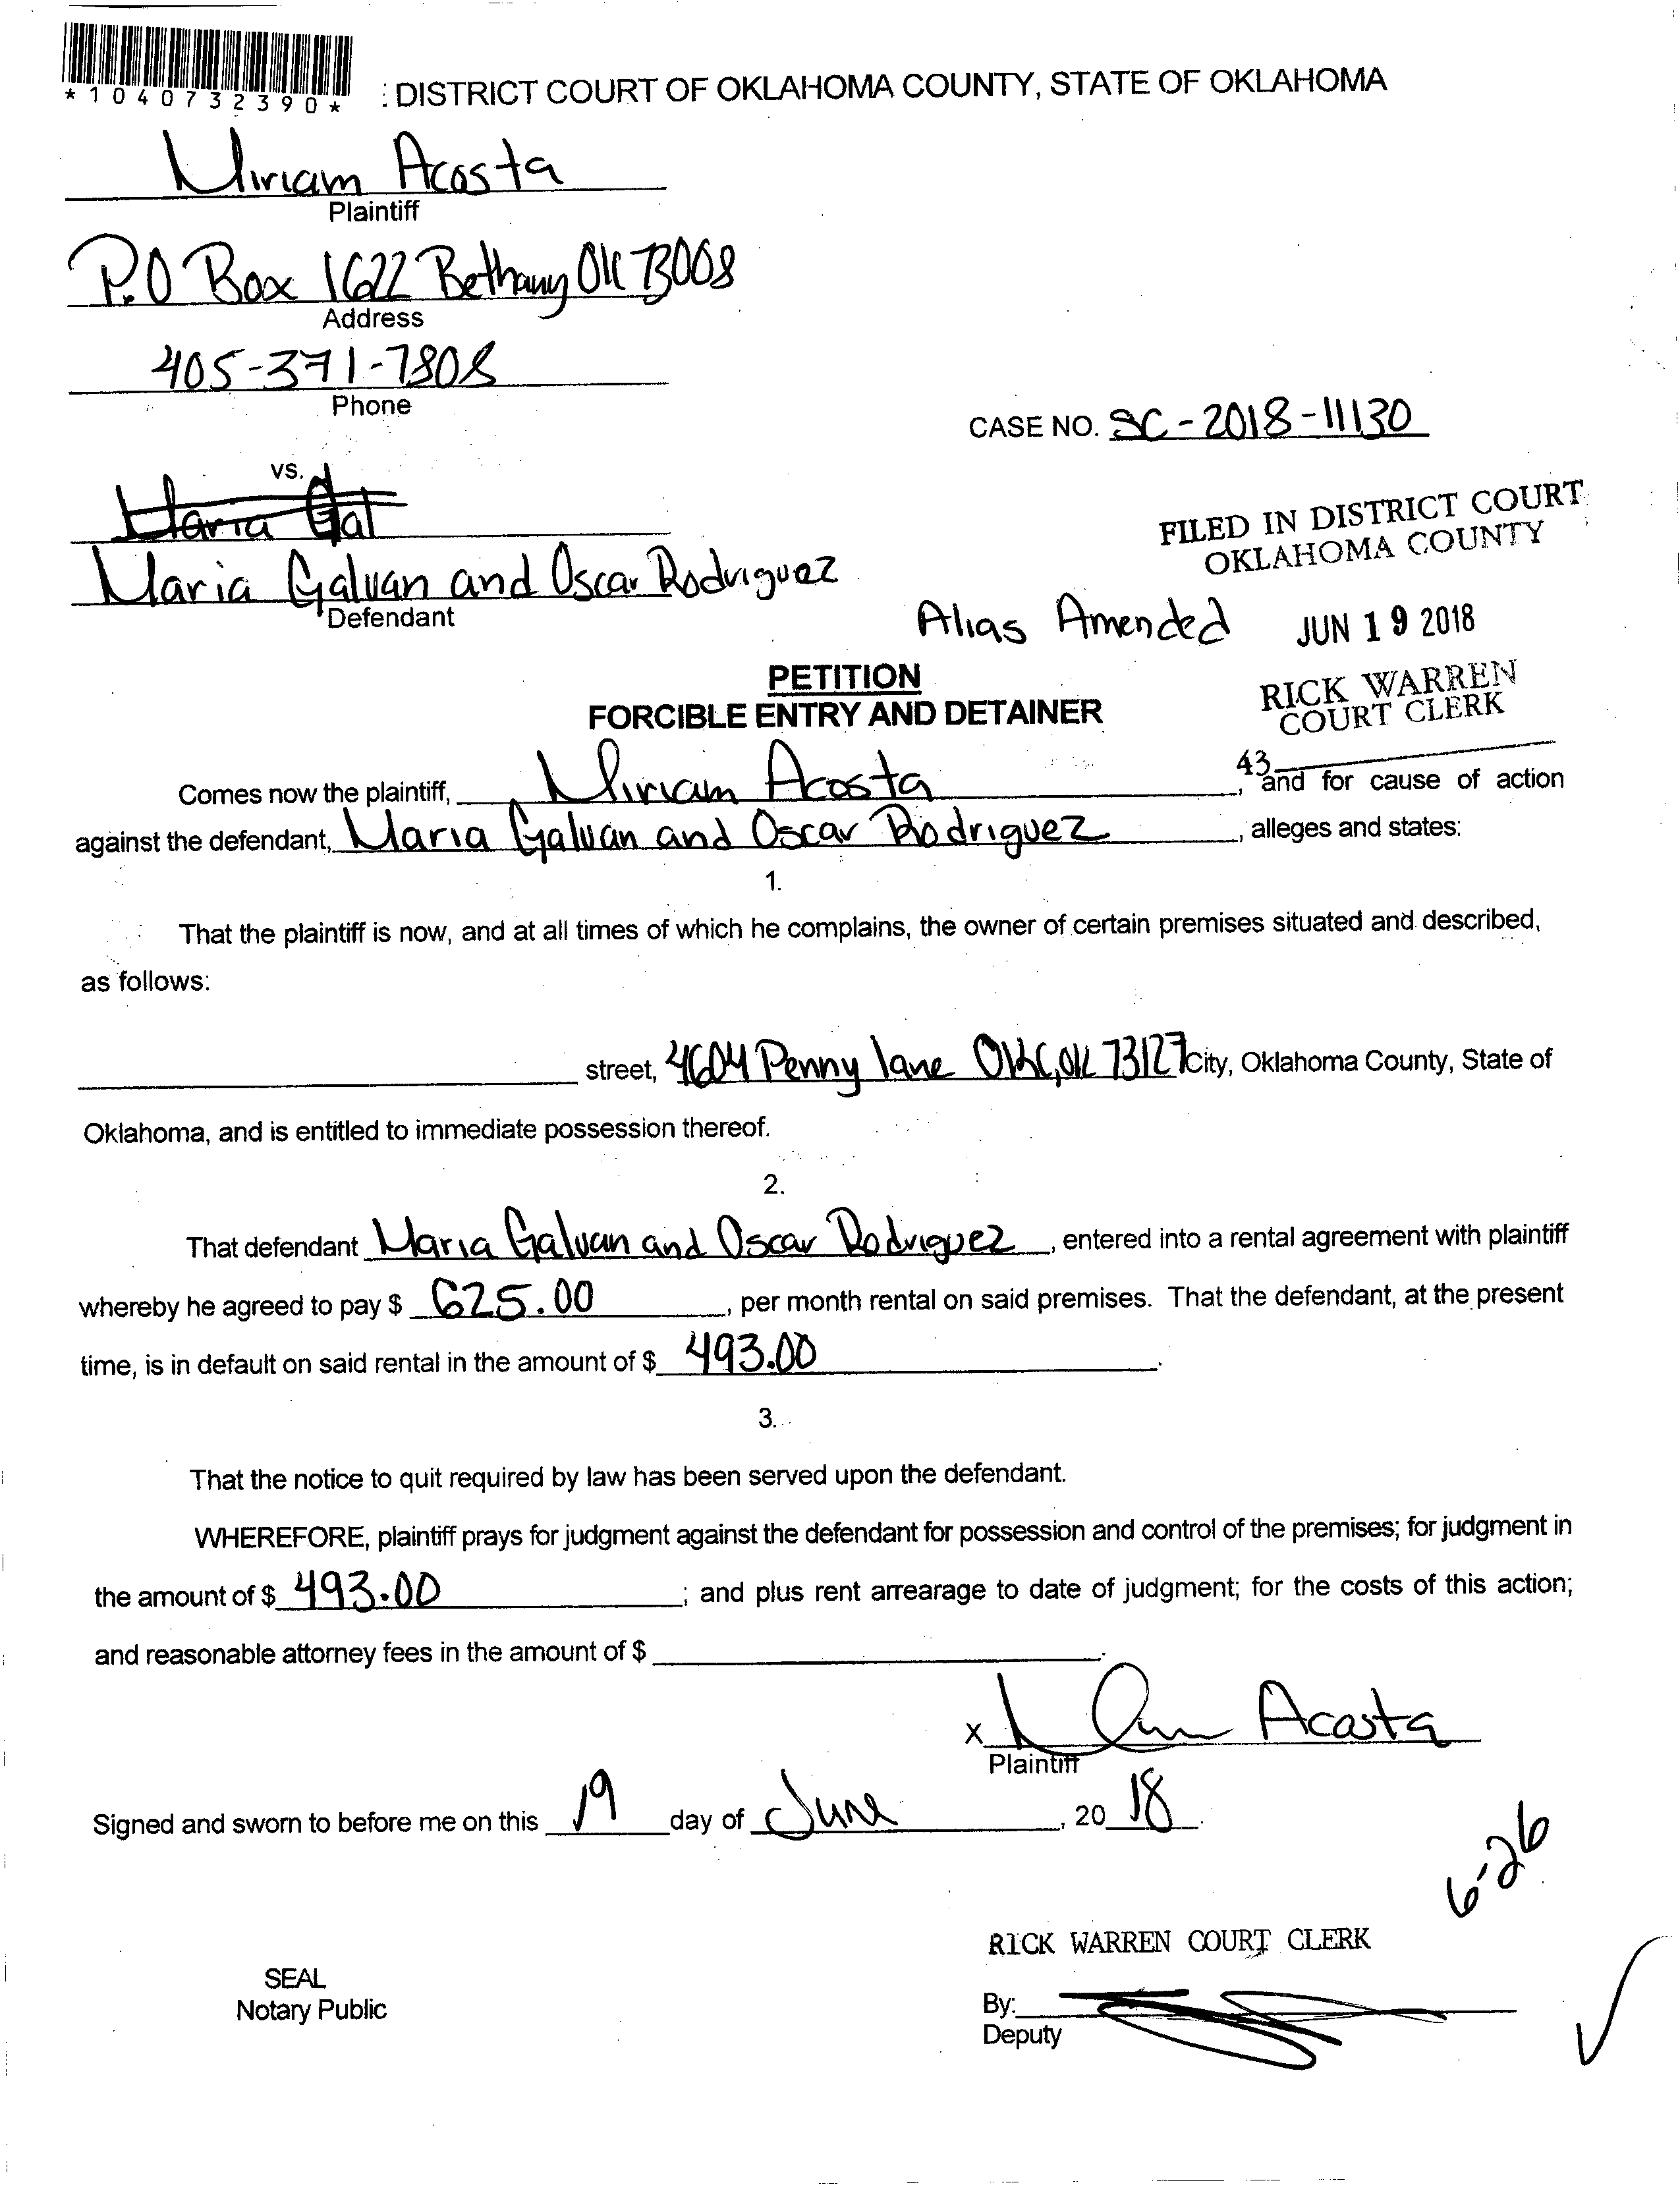 *1040732390*
: DISTRICT COURT OF OKLAHOMA COUNTY, STATE OF OKLAHOMA
Miriam Acosta
Plaintiff
P.O Box 1622 Bethany OK 73008
Address
405-371-7808
Phone
CASE NO. SC-2018-11130
vs.
Maria Gal
Maria Galvan and Oscar Rodriguez
Defendant
FILED IN DISTRICT COURT
OKLAHOMA COUNTY
Alias Amended
JUN 19 2018
PETITION
FORCIBLE ENTRY AND DETAINER
RICK WARREN
COURT CLERK
43
Comes now the plaintiff, Miriam Acosta, and for cause of action
against the defendant, Maria Galvan and Oscar Rodriguez, alleges and states:
1.
That the plaintiff is now, and at all times of which he complains, the owner of certain premises situated and described,
as follows:
street, 4604 Penny lane OKC, OK 73127 City, Oklahoma County, State of
Oklahoma, and is entitled to immediate possession thereof.
2.
That defendant Maria Galvan and Oscar Rodriguez, entered into a rental agreement with plaintiff
whereby he agreed to pay $ 625.00, per month rental on said premises. That the defendant, at the present
time, is in default on said rental in the amount of $ 493.00.
3.
That the notice to quit required by law has been served upon the defendant.
WHEREFORE, plaintiff prays for judgment against the defendant for possession and control of the premises; for judgment in
the amount of $ 493.00; and plus rent arrearage to date of judgment; for the costs of this action;
and reasonable attorney fees in the amount of $ .
X Acosta
Plaintiff
Signed and sworn to before me on this 19 day of June, 20 18.
6-26
RICK WARREN COURT CLERK
SEAL
Notary Public
By:
Deputy